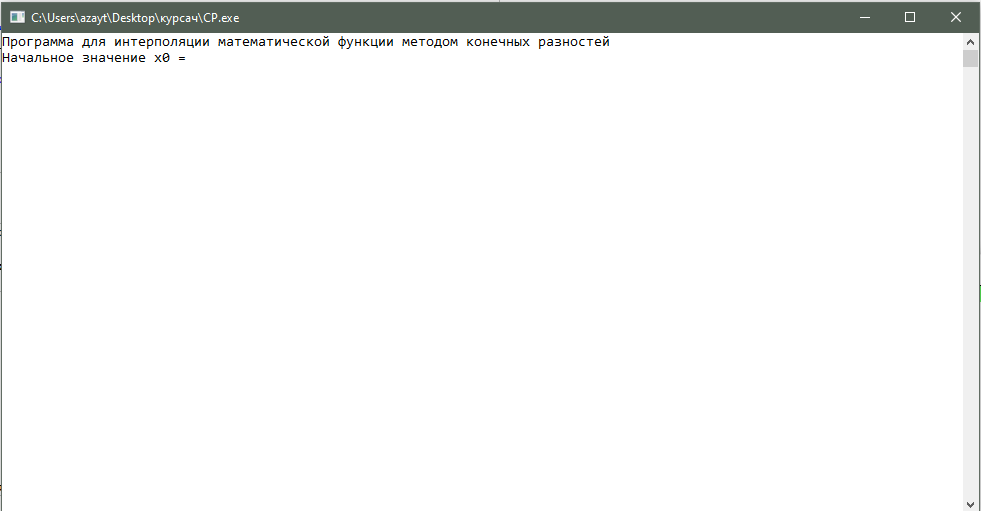 C:\Users\azayt\Desktop\курсач\CP.exe
Программа для интерполяции математической функции методом конечных разностей
Начальное значение x0 =